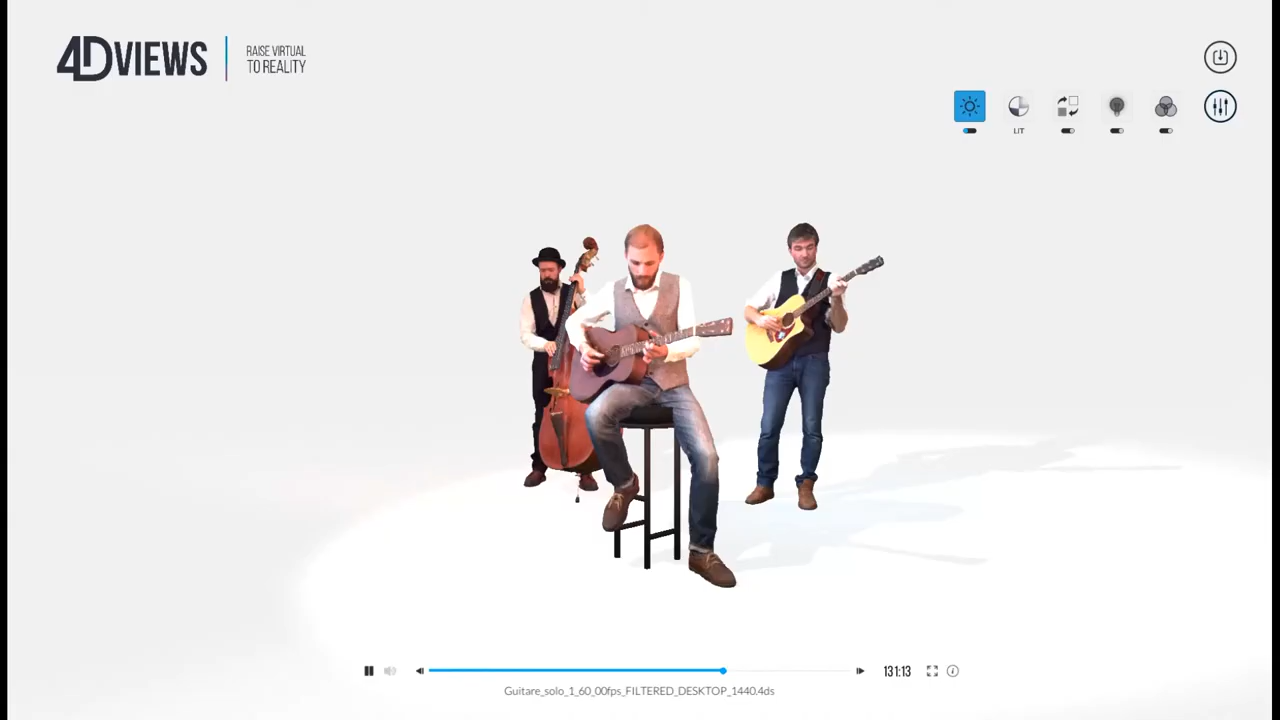 4DVIEWS
RAISE VIRTUAL
TO REALITY
LIT
131:13
Guitare_solo_1_60_00fps_FILTERED_DESKTOP_1440.4ds